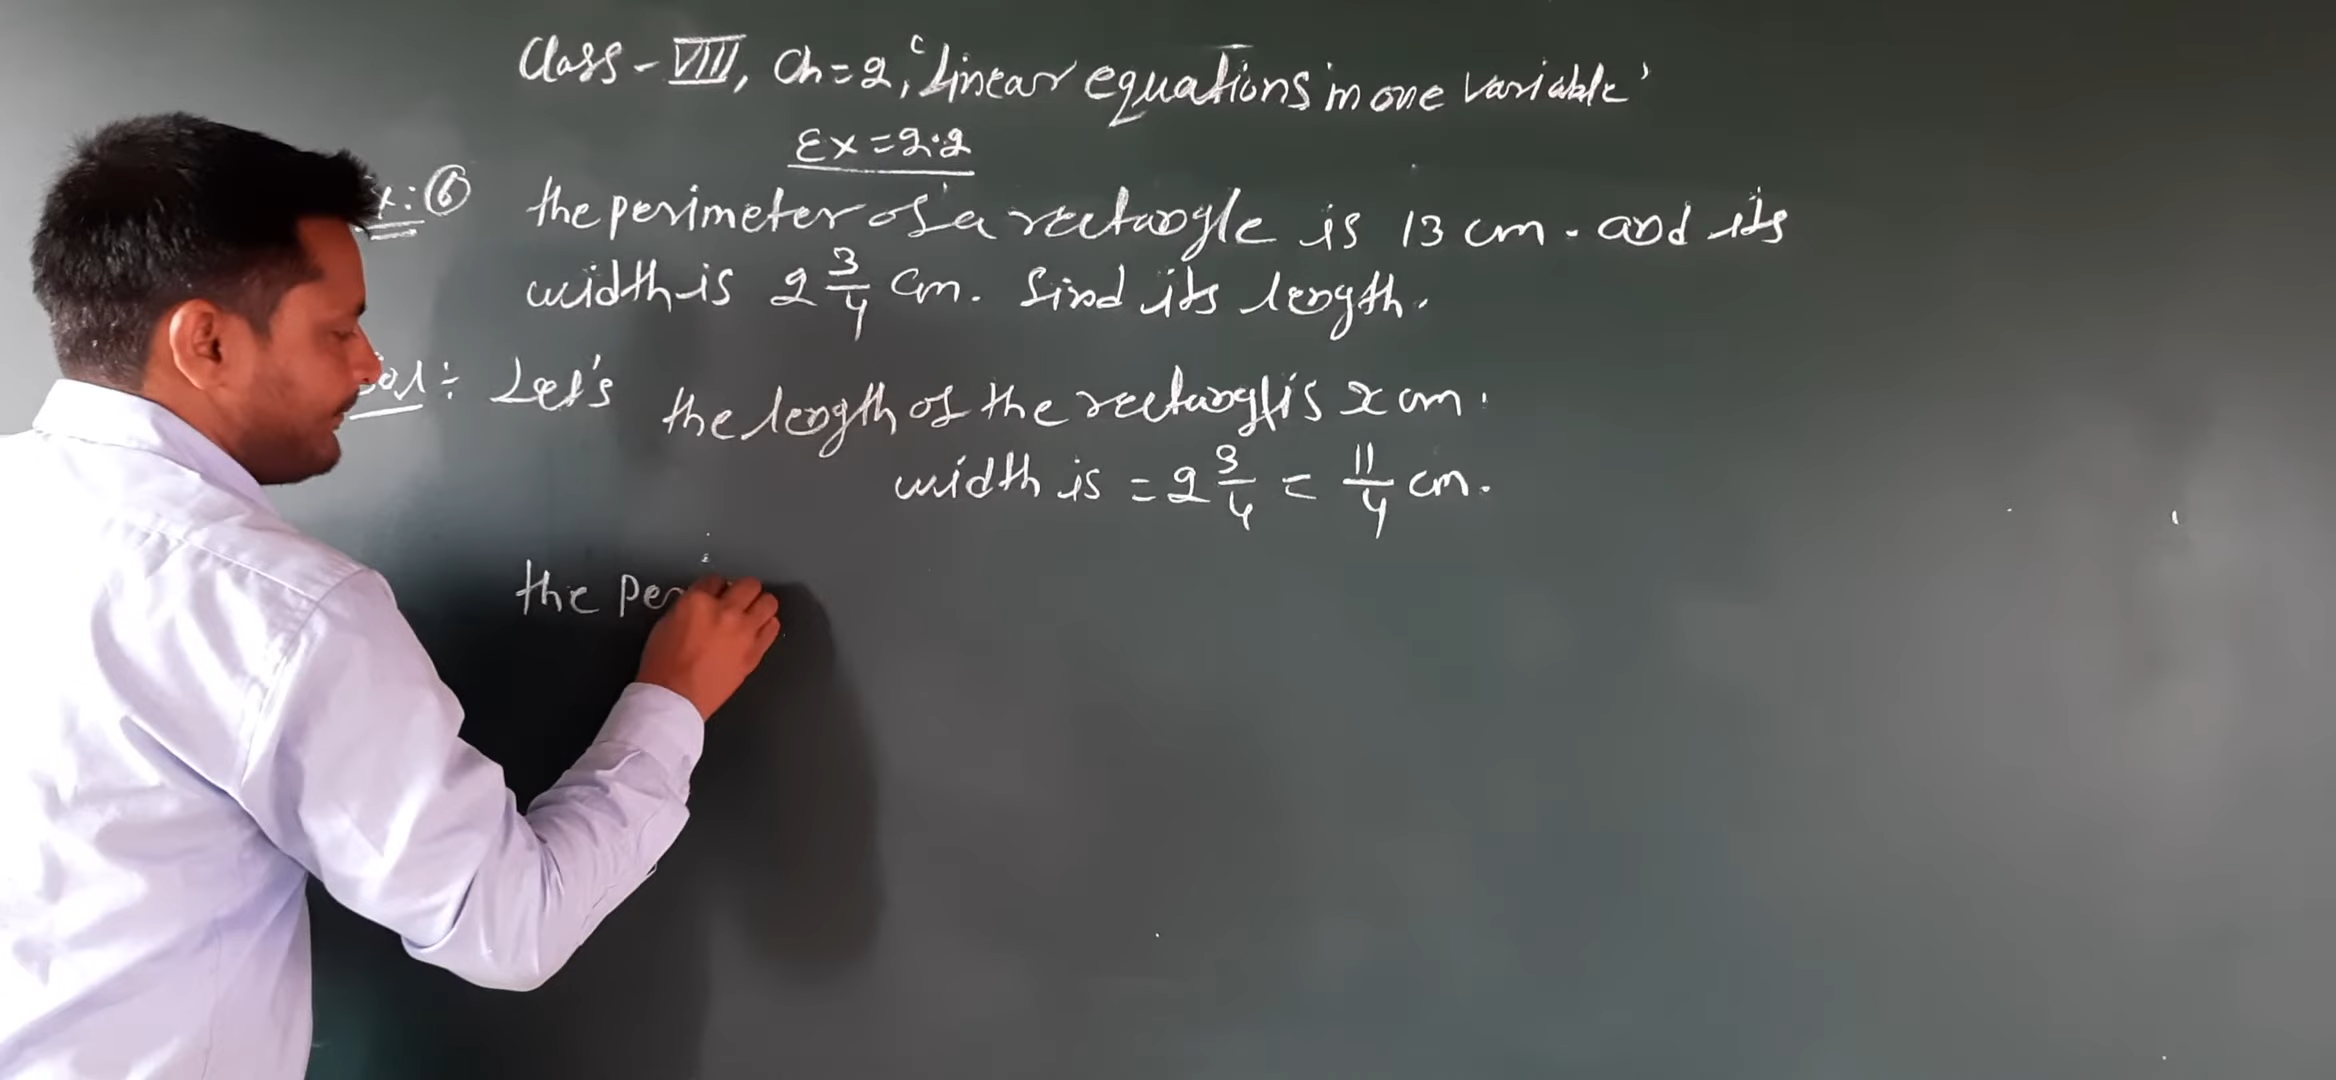 Class - VIII, Ch = 2, ‘Linear equations in one variable’
Ex = 2.2
x: 6 the perimeter of a rectangle is 13 cm. and its
width is 2 3/4 cm. find its length.
Sol ÷ Let's the length of the rectangl is x cm.
width is = 2 3/4 = 11/4 cm.
the per